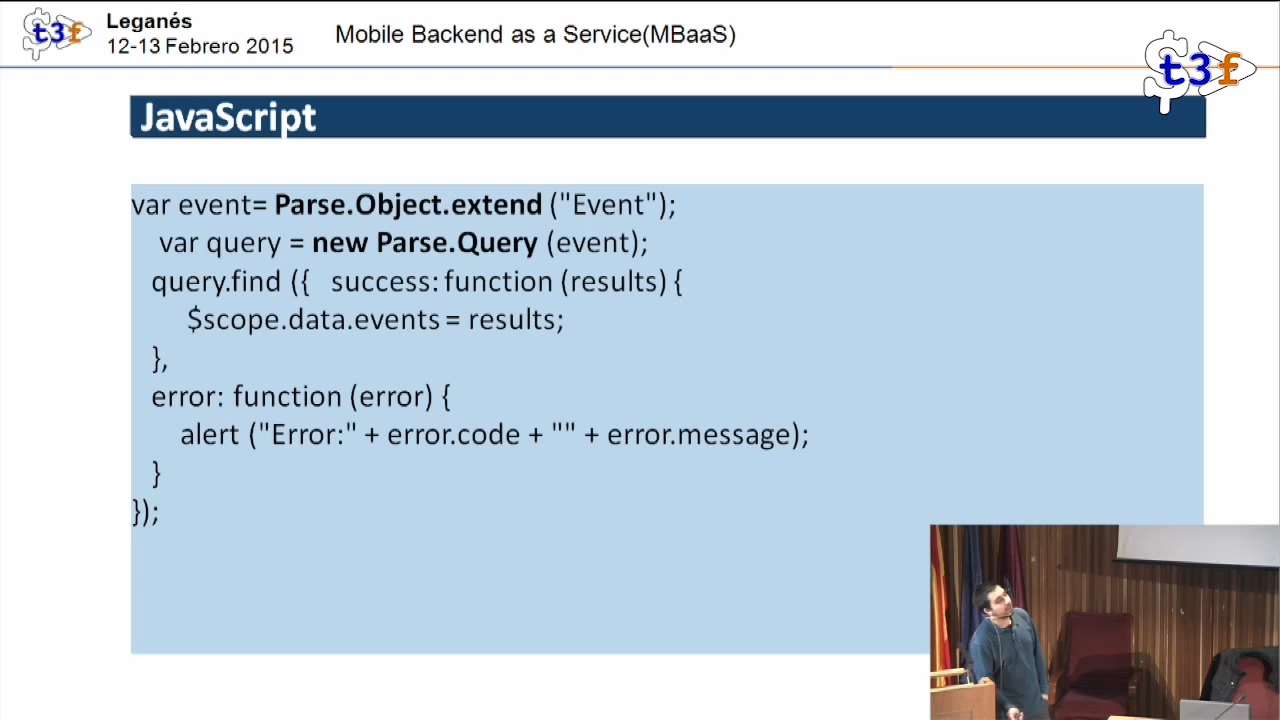 t3f
Leganés
12-13 Febrero 2015
Mobile Backend as a Service(MBaaS)
t3f
JavaScript
var event= Parse.Object.extend ("Event");
var query = new Parse.Query (event);
query.find ({ success: function (results) {
$scope.data.events = results;
},
error: function (error) {
alert ("Error:" + error.code + "" + error.message);
}
});